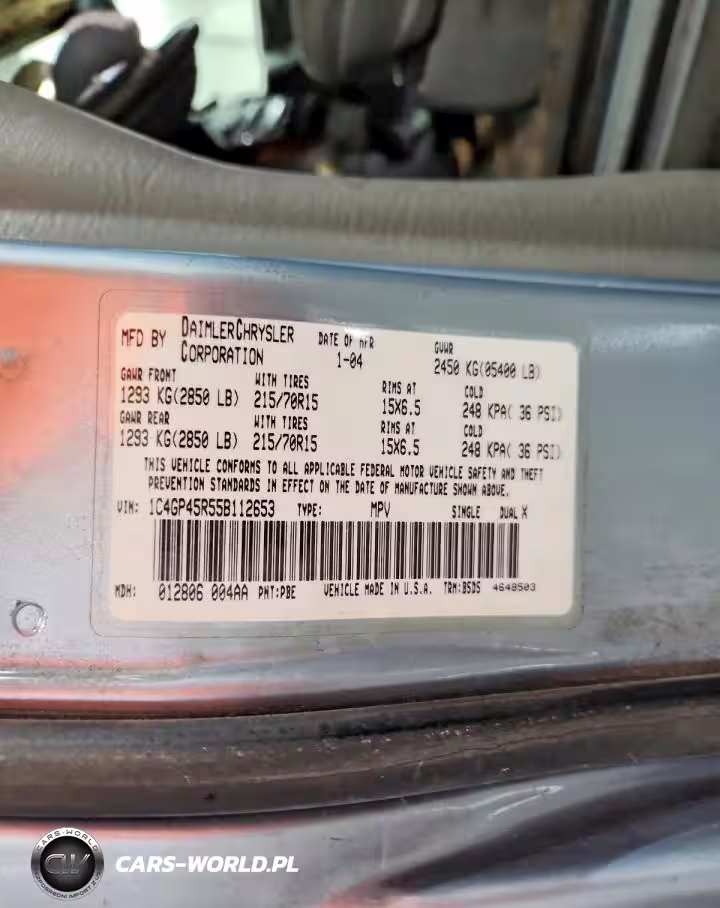 MFD BY DAIMLERCHRYSLER CORPORATION DATE OF MFR 1-04 GVWR 2450 KG(05400 LB)
GAWR FRONT WITH TIRES RIMS AT COLD
1293 KG(2850 LB) 215/70R15 15X6.5 248 KPA( 36 PSI)
GAWR REAR WITH TIRES RIMS AT COLD
1293 KG(2850 LB) 215/70R15 15X6.5 248 KPA( 36 PSI)
THIS VEHICLE CONFORMS TO ALL APPLICABLE FEDERAL MOTOR VEHICLE SAFETY AND THEFT
PREVENTION STANDARDS IN EFFECT ON THE DATE OF MANUFACTURE SHOWN ABOVE.
VIN: 1C4GP45R55B112653 TYPE: MPV SINGLE DUAL X
MDH: 012806 004AA PNT:PBE VEHICLE MADE IN U.S.A. TRM:B5D5 4648503
CARS-WORLD
CW
CARS-WORLD.PL